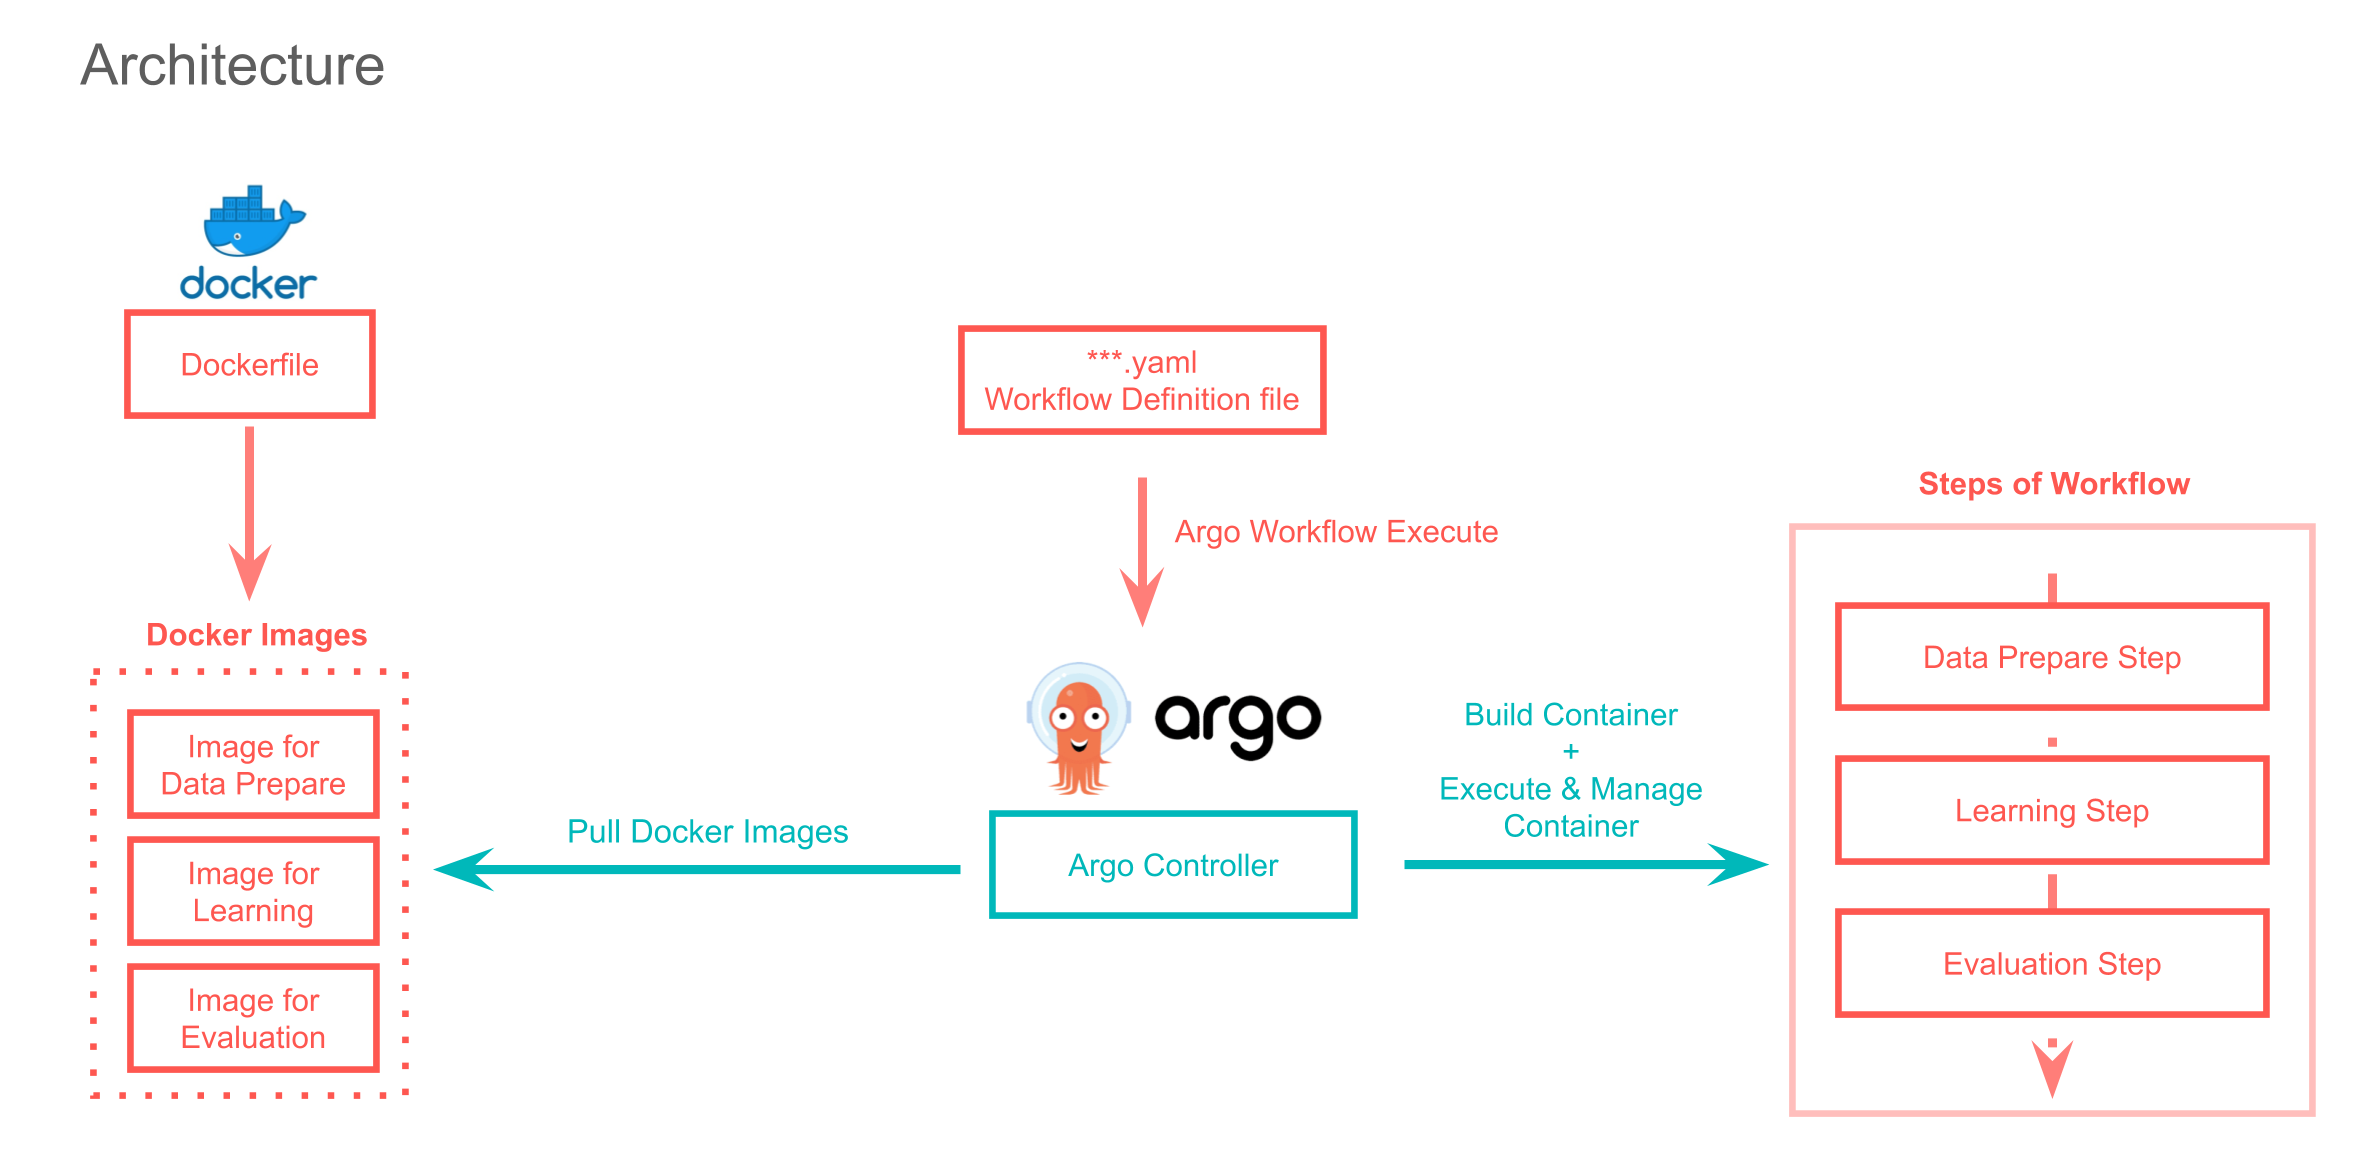 Architecture
docker
Dockerfile
***.yaml
Workflow Definition file
Argo Workflow Execute
Docker Images
Image for
Data Prepare
Image for
Learning
Image for
Evaluation
Pull Docker Images
argo
Argo Controller
Build Container
+
Execute & Manage
Container
Steps of Workflow
Data Prepare Step
Learning Step
Evaluation Step